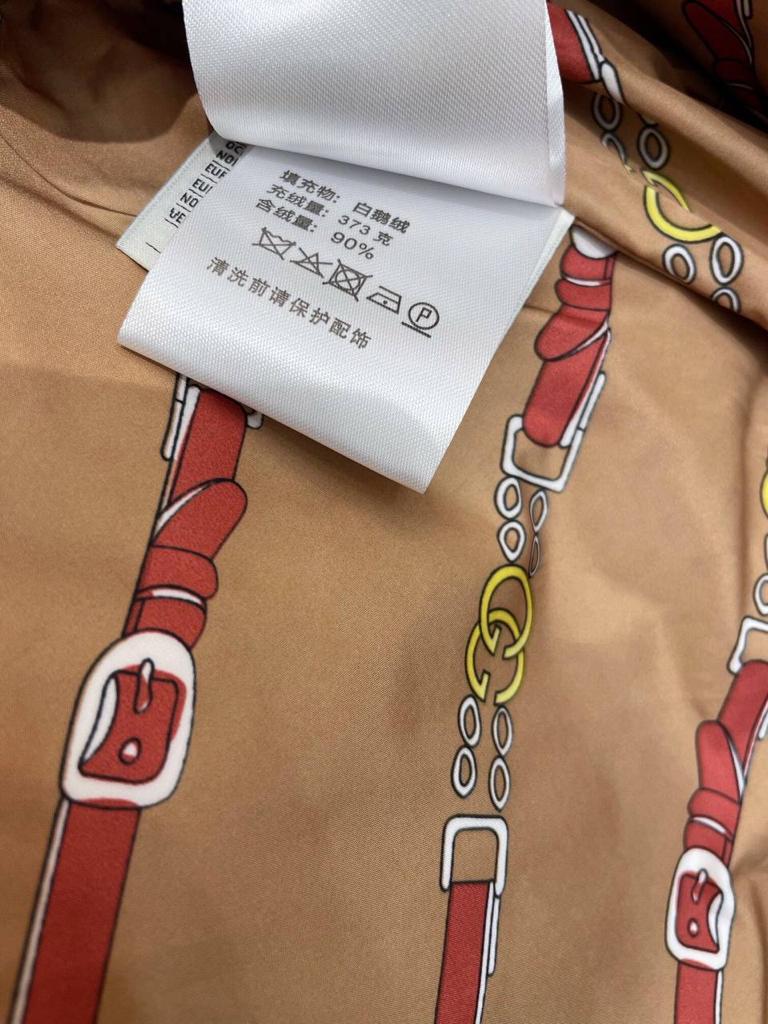 填充物: 白鹅绒
充绒量: 373 克
含绒量: 90%
P
清洗前请保护配饰